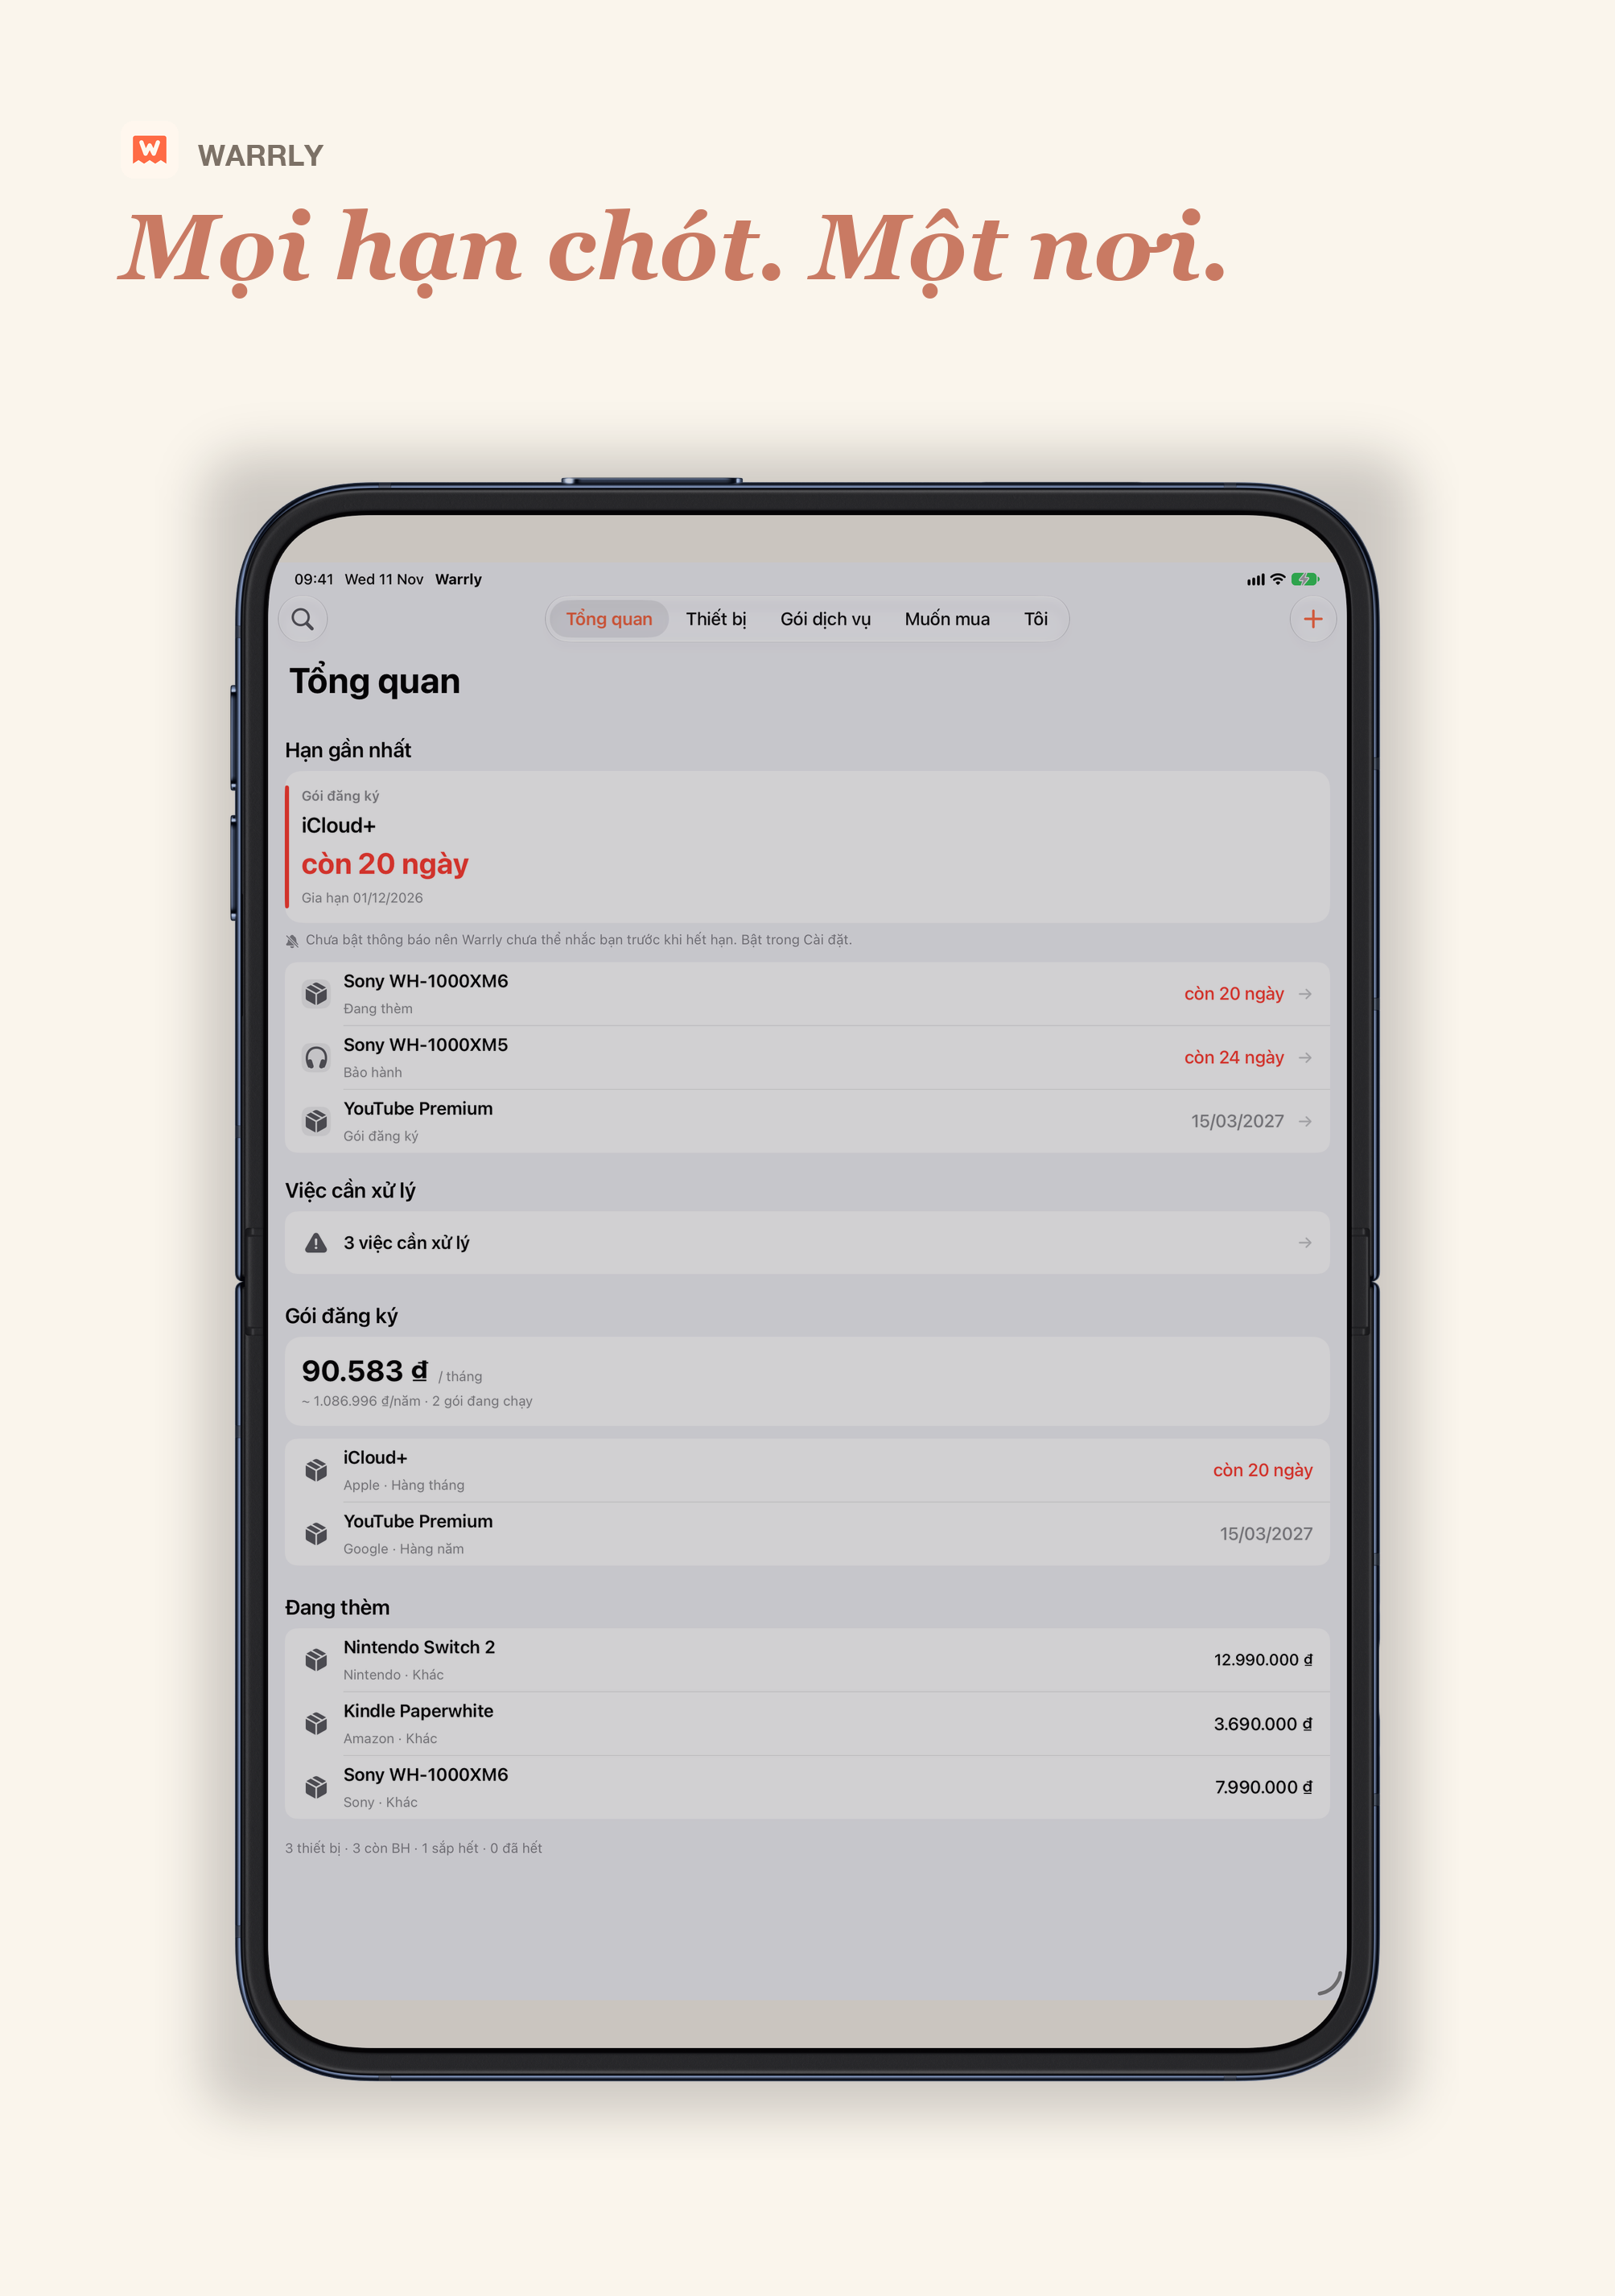 WARRLY
Mọi hạn chót. Một nơi.
09:41 Wed 11 Nov Warrly
Tổng quan Thiết bị Gói dịch vụ Muốn mua Tôi
Tổng quan
Hạn gần nhất
Gói đăng ký
iCloud+
còn 20 ngày
Gia hạn 01/12/2026
Chưa bật thông báo nên Warrly chưa thể nhắc bạn trước khi hết hạn. Bật trong Cài đặt.
Sony WH-1000XM6
Đang thèm
còn 20 ngày
Sony WH-1000XM5
Bảo hành
còn 24 ngày
YouTube Premium
Gói đăng ký
15/03/2027
Việc cần xử lý
3 việc cần xử lý
Gói đăng ký
90.583 ₫ / tháng
~ 1.086.996 ₫/năm · 2 gói đang chạy
iCloud+
Apple · Hàng tháng
còn 20 ngày
YouTube Premium
Google · Hàng năm
15/03/2027
Đang thèm
Nintendo Switch 2
Nintendo · Khác
12.990.000 ₫
Kindle Paperwhite
Amazon · Khác
3.690.000 ₫
Sony WH-1000XM6
Sony · Khác
7.990.000 ₫
3 thiết bị · 3 còn BH · 1 sắp hết · 0 đã hết